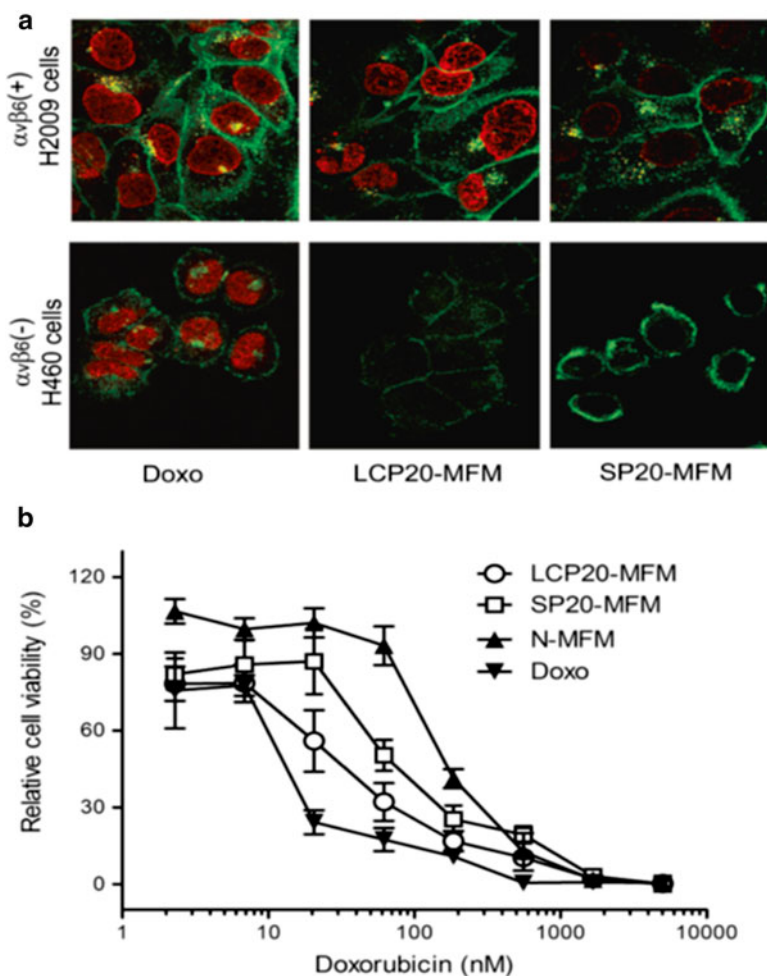 a
αvβ6(+)
H2009 cells
αvβ6(-)
H460 cells
Doxo
LCP20-MFM
SP20-MFM
b
LCP20-MFM
SP20-MFM
N-MFM
Doxo
Relative cell viability (%)
120
90
60
30
0
1
10
100
1000
10000
Doxorubicin (nM)